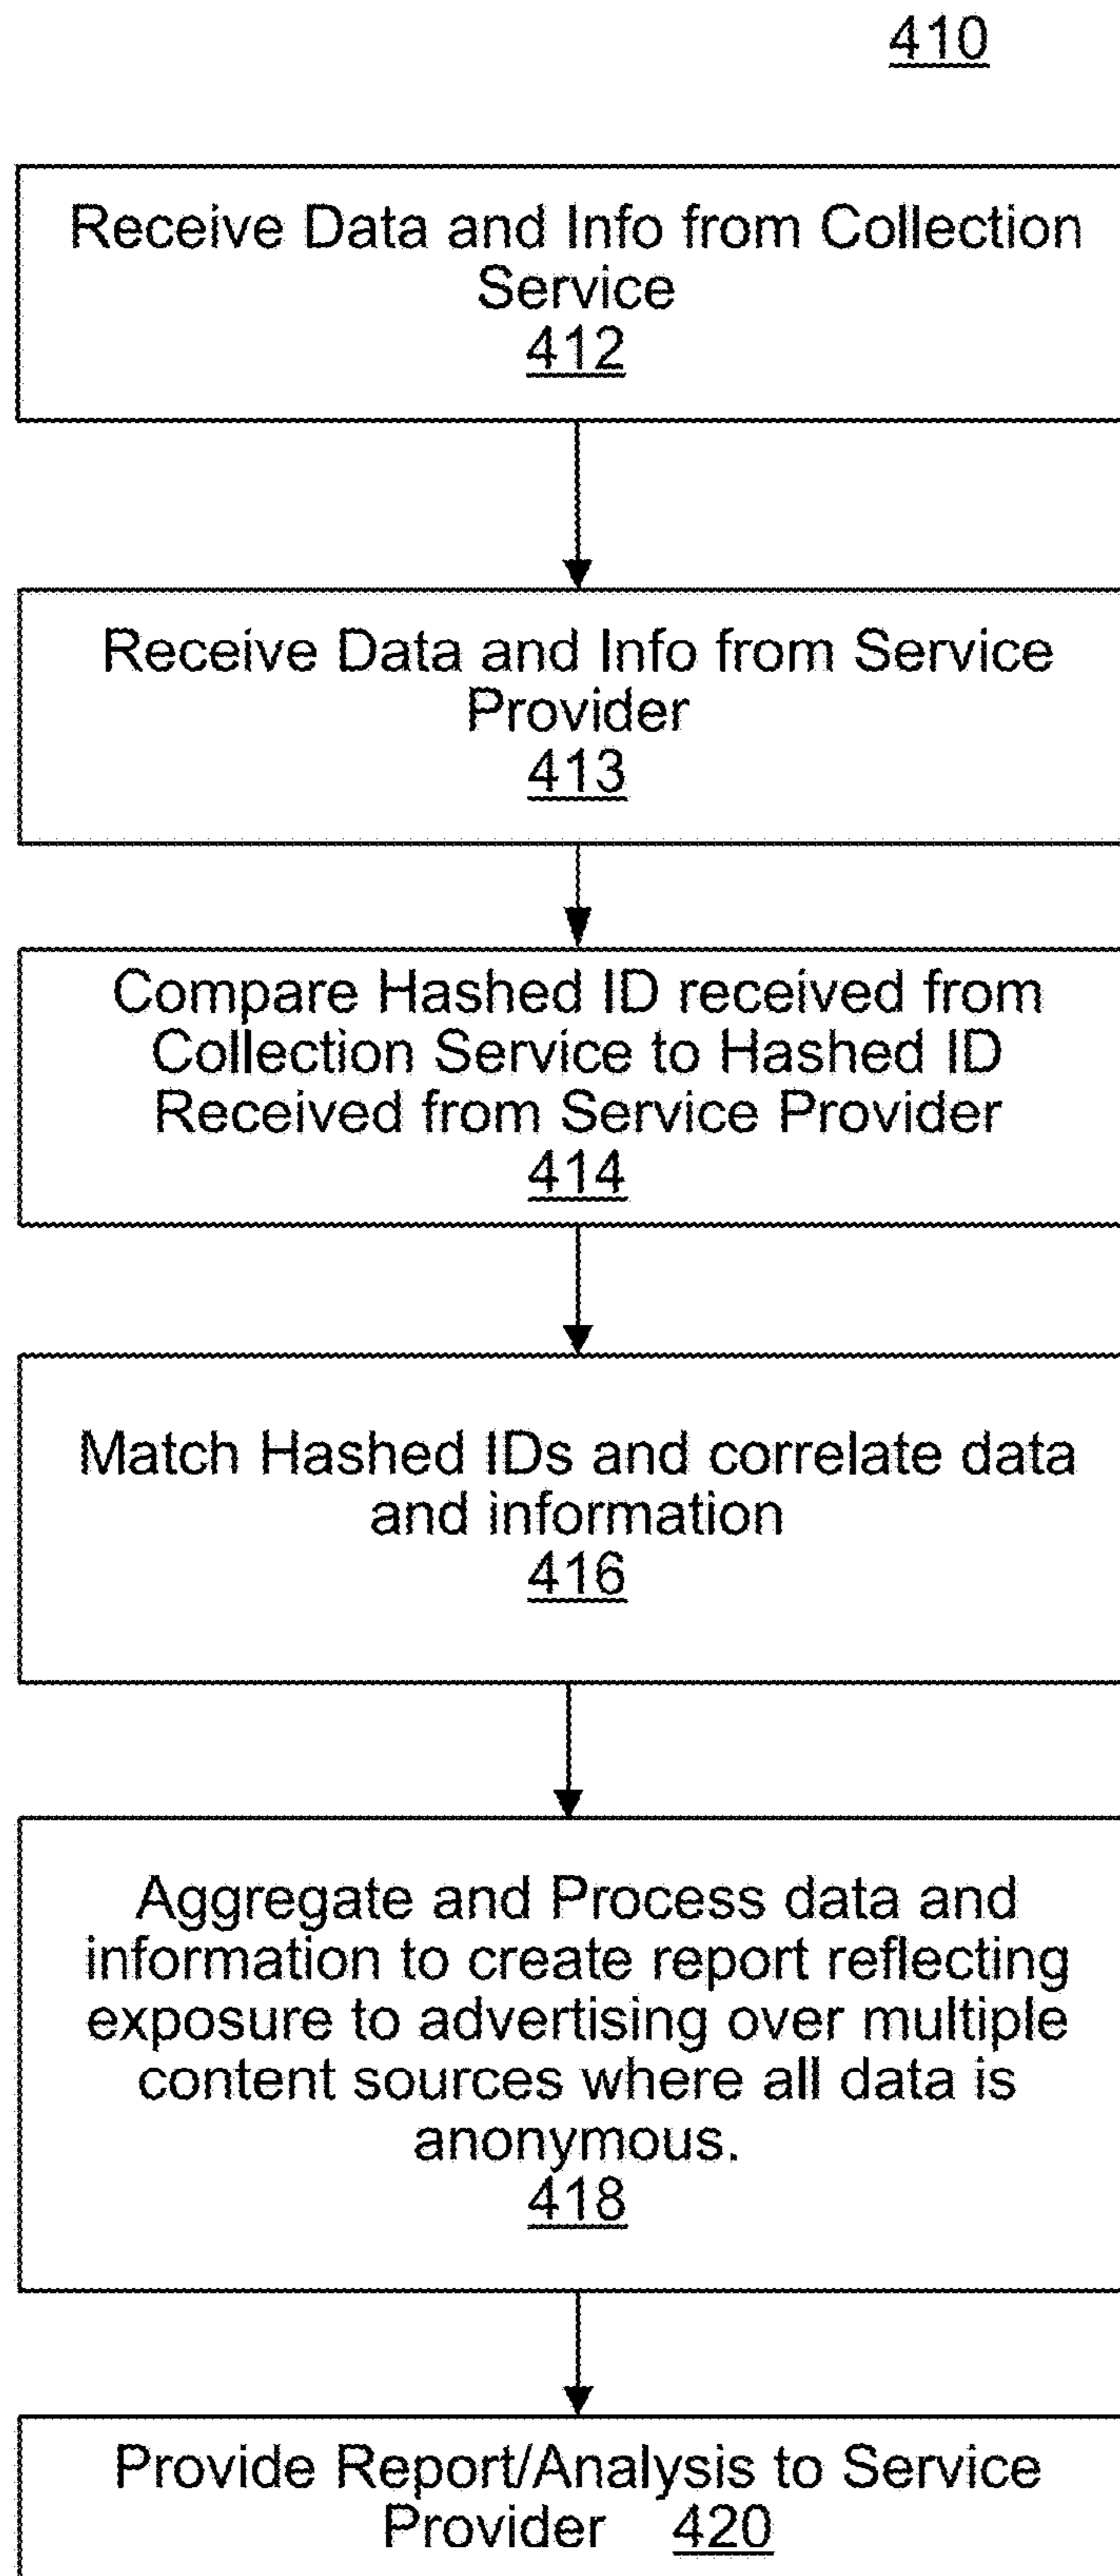 410
Receive Data and Info from Collection
Service
412
Receive Data and Info from Service
Provider
413
Compare Hashed ID received from
Collection Service to Hashed ID
Received from Service Provider
414
Match Hashed IDs and correlate data
and information
416
Aggregate and Process data and
information to create report reflecting
exposure to advertising over multiple
content sources where all data is
anonymous.
418
Provide Report/Analysis to Service
Provider 420